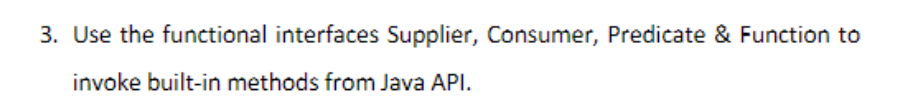 3. Use the functional interfaces Supplier, Consumer, Predicate & Function to
invoke built-in methods from Java API.